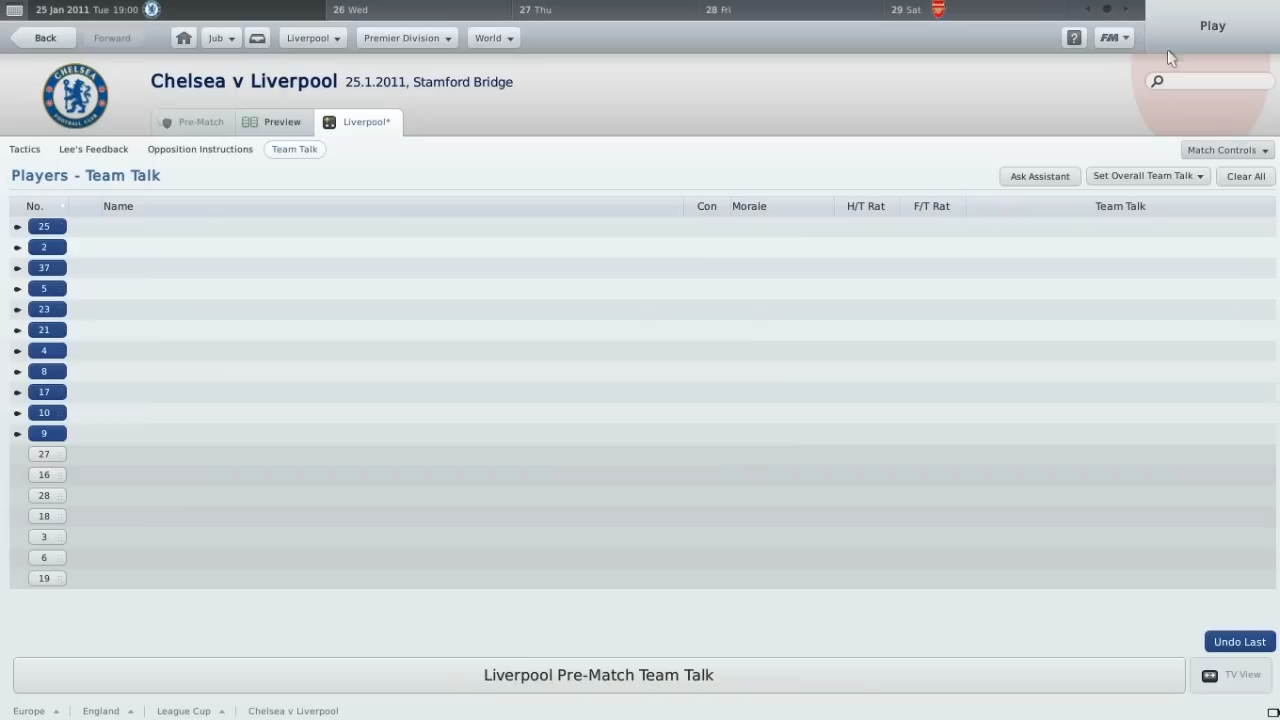 25 Jan 2011 Tue 19:00 26 Wed 27 Thu 28 Fri 29 Sat
Play
Back Forward Jub Liverpool Premier Division World ? FM
CHELSEA FOOTBALL CLUB
Chelsea v Liverpool 25.1.2011, Stamford Bridge
Pre-Match Preview Liverpool*
Tactics Lee's Feedback Opposition Instructions Team Talk Match Controls
Players - Team Talk Ask Assistant Set Overall Team Talk Clear All
No. Name Con Morale H/T Rat F/T Rat Team Talk
25
2
37
5
23
21
4
8
17
10
9
27
16
28
18
3
6
19
Undo Last
Liverpool Pre-Match Team Talk TV View
Europe England League Cup Chelsea v Liverpool